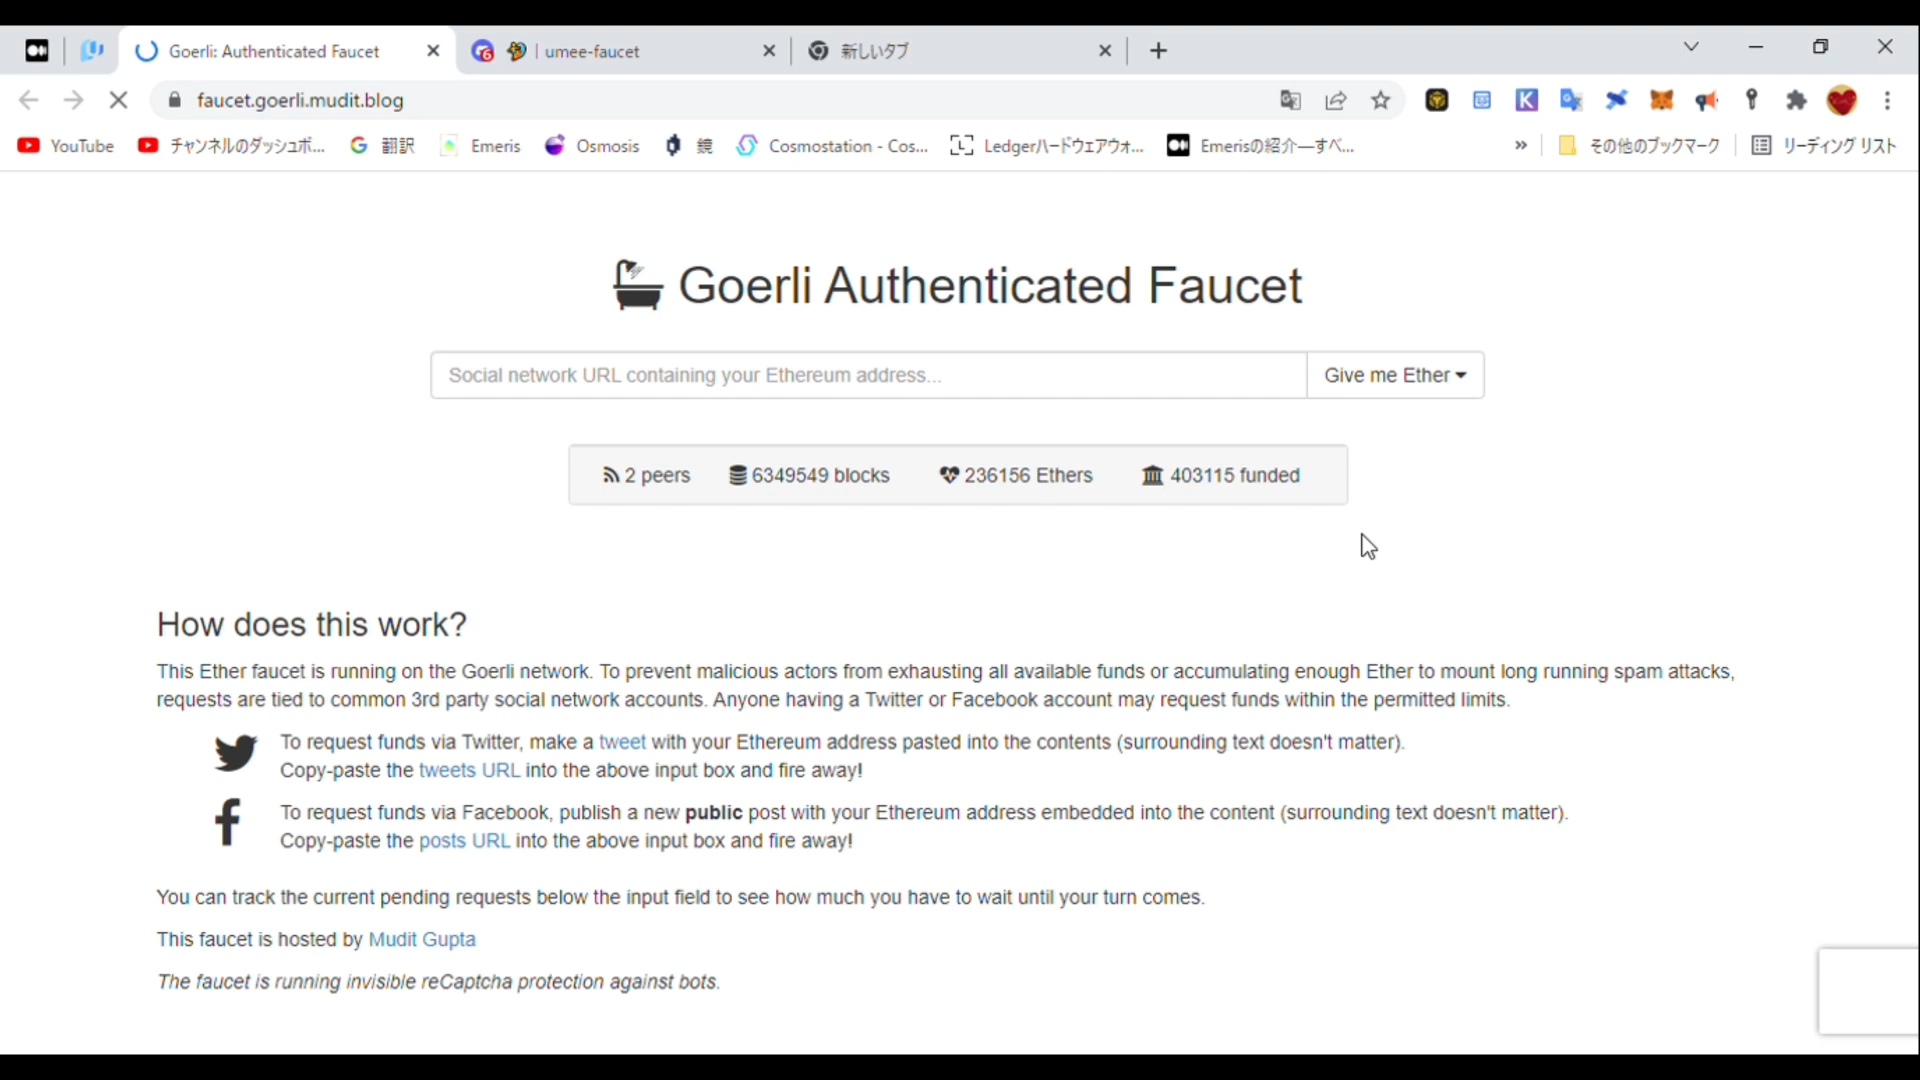 Goerli: Authenticated Faucet
| umee-faucet
新しいタブ
faucet.goerli.mudit.blog
YouTube
チャンネルのダッシュボ...
翻訳
Emeris
Osmosis
鏡
Cosmostation - Cos...
Ledgerハードウェアウォ...
Emerisの紹介—すべ...
»
その他のブックマーク
リーディング リスト
Goerli Authenticated Faucet
Social network URL containing your Ethereum address...
Give me Ether
2 peers
6349549 blocks
236156 Ethers
403115 funded
How does this work?
This Ether faucet is running on the Goerli network. To prevent malicious actors from exhausting all available funds or accumulating enough Ether to mount long running spam attacks,
requests are tied to common 3rd party social network accounts. Anyone having a Twitter or Facebook account may request funds within the permitted limits.
To request funds via Twitter, make a tweet with your Ethereum address pasted into the contents (surrounding text doesn't matter).
Copy-paste the tweets URL into the above input box and fire away!
To request funds via Facebook, publish a new public post with your Ethereum address embedded into the content (surrounding text doesn't matter).
Copy-paste the posts URL into the above input box and fire away!
You can track the current pending requests below the input field to see how much you have to wait until your turn comes.
This faucet is hosted by Mudit Gupta
The faucet is running invisible reCaptcha protection against bots.